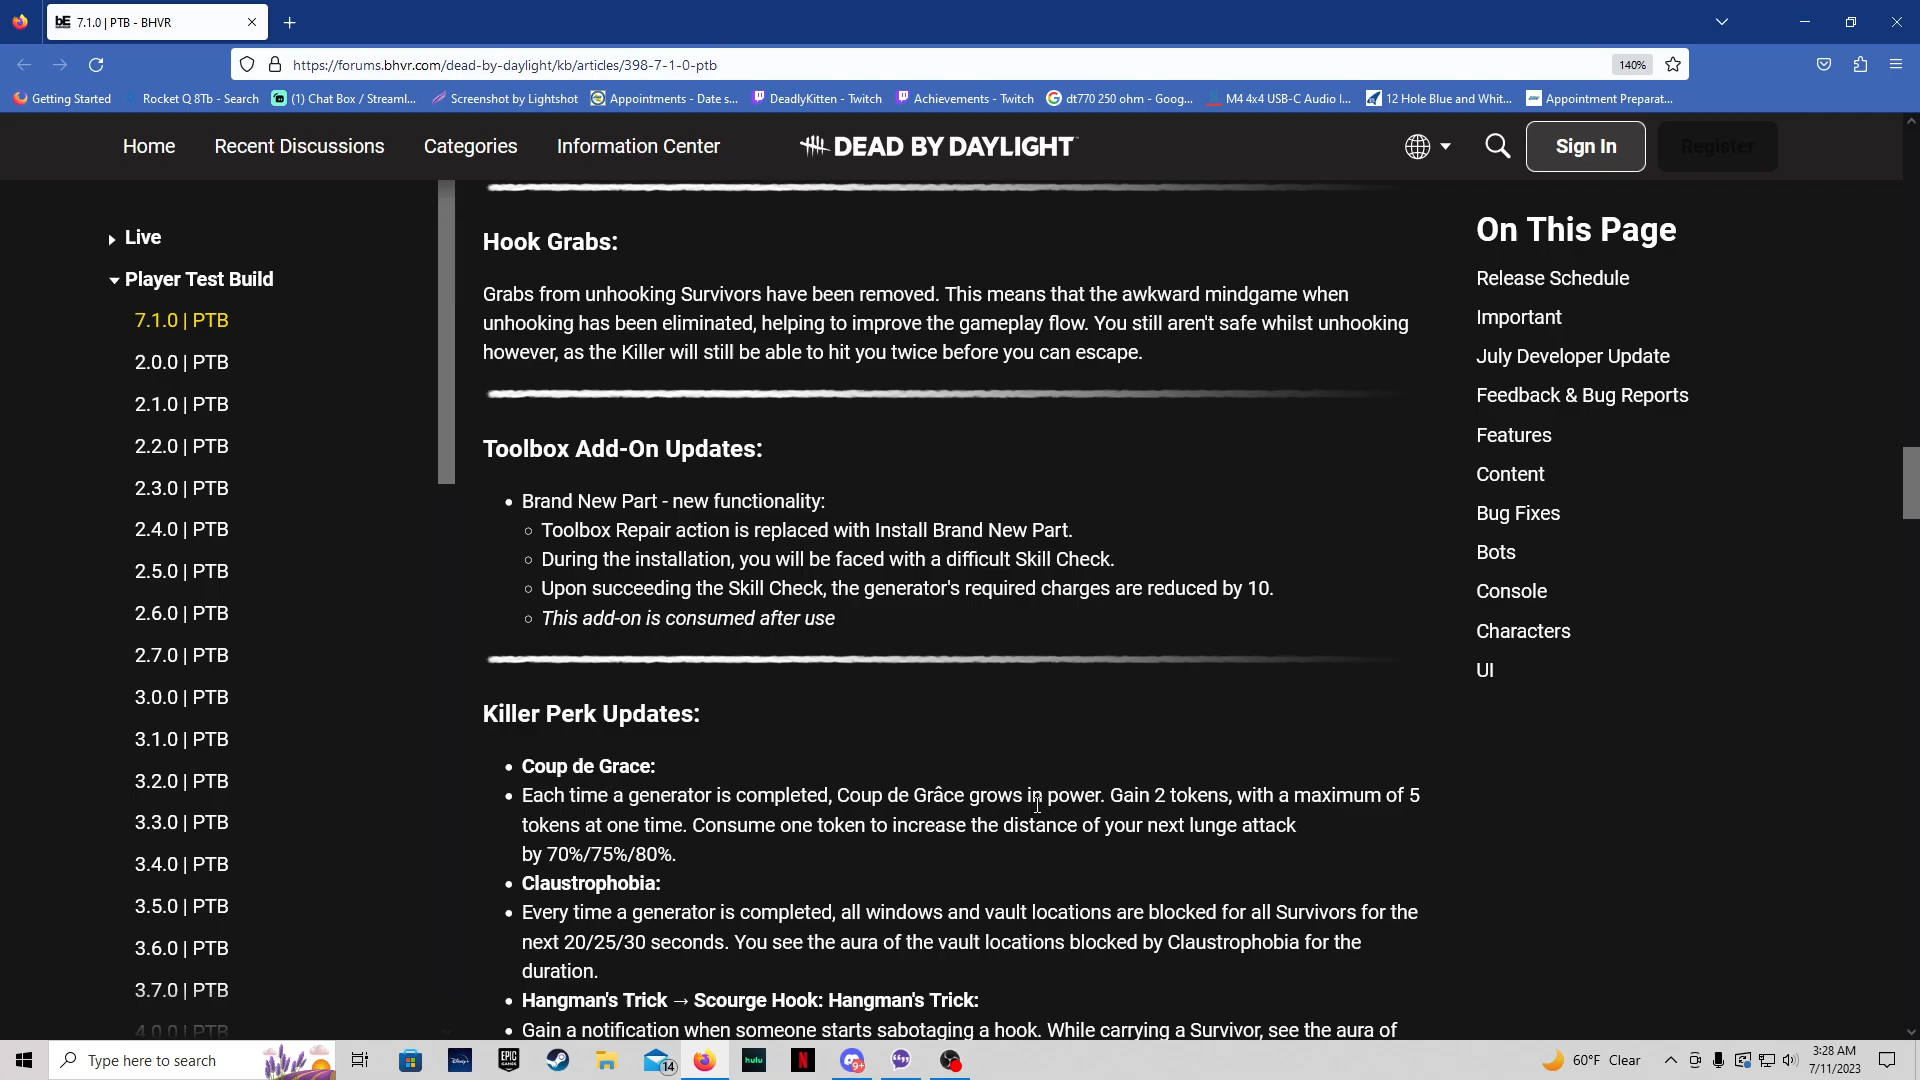 7.1.0 | PTB - BHVR
https://forums.bhvr.com/dead-by-daylight/kb/articles/398-7-1-0-ptb
140%
Getting Started
Rocket Q 8Tb - Search
(1) Chat Box / Streaml...
Screenshot by Lightshot
Appointments - Date s...
DeadlyKitten - Twitch
Achievements - Twitch
dt770 250 ohm - Goog...
M4 4x4 USB-C Audio I...
12 Hole Blue and Whit...
Appointment Preparat...
Home
Recent Discussions
Categories
Information Center
DEAD BY DAYLIGHT
Sign In
Register
Live
Player Test Build
7.1.0 | PTB
2.0.0 | PTB
2.1.0 | PTB
2.2.0 | PTB
2.3.0 | PTB
2.4.0 | PTB
2.5.0 | PTB
2.6.0 | PTB
2.7.0 | PTB
3.0.0 | PTB
3.1.0 | PTB
3.2.0 | PTB
3.3.0 | PTB
3.4.0 | PTB
3.5.0 | PTB
3.6.0 | PTB
3.7.0 | PTB
4.0.0 | PTB
Hook Grabs:
Grabs from unhooking Survivors have been removed. This means that the awkward mindgame when
unhooking has been eliminated, helping to improve the gameplay flow. You still aren't safe whilst unhooking
however, as the Killer will still be able to hit you twice before you can escape.
Toolbox Add-On Updates:
• Brand New Part - new functionality:
○ Toolbox Repair action is replaced with Install Brand New Part.
○ During the installation, you will be faced with a difficult Skill Check.
○ Upon succeeding the Skill Check, the generator's required charges are reduced by 10.
○ This add-on is consumed after use
Killer Perk Updates:
• Coup de Grace:
• Each time a generator is completed, Coup de Grâce grows in power. Gain 2 tokens, with a maximum of 5
tokens at one time. Consume one token to increase the distance of your next lunge attack
by 70%/75%/80%.
• Claustrophobia:
• Every time a generator is completed, all windows and vault locations are blocked for all Survivors for the
next 20/25/30 seconds. You see the aura of the vault locations blocked by Claustrophobia for the
duration.
• Hangman's Trick → Scourge Hook: Hangman's Trick:
• Gain a notification when someone starts sabotaging a hook. While carrying a Survivor, see the aura of
On This Page
Release Schedule
Important
July Developer Update
Feedback & Bug Reports
Features
Content
Bug Fixes
Bots
Console
Characters
UI
Type here to search
EPIC GAMES
14
hulu
N
9+
60°F Clear
3:28 AM
7/11/2023